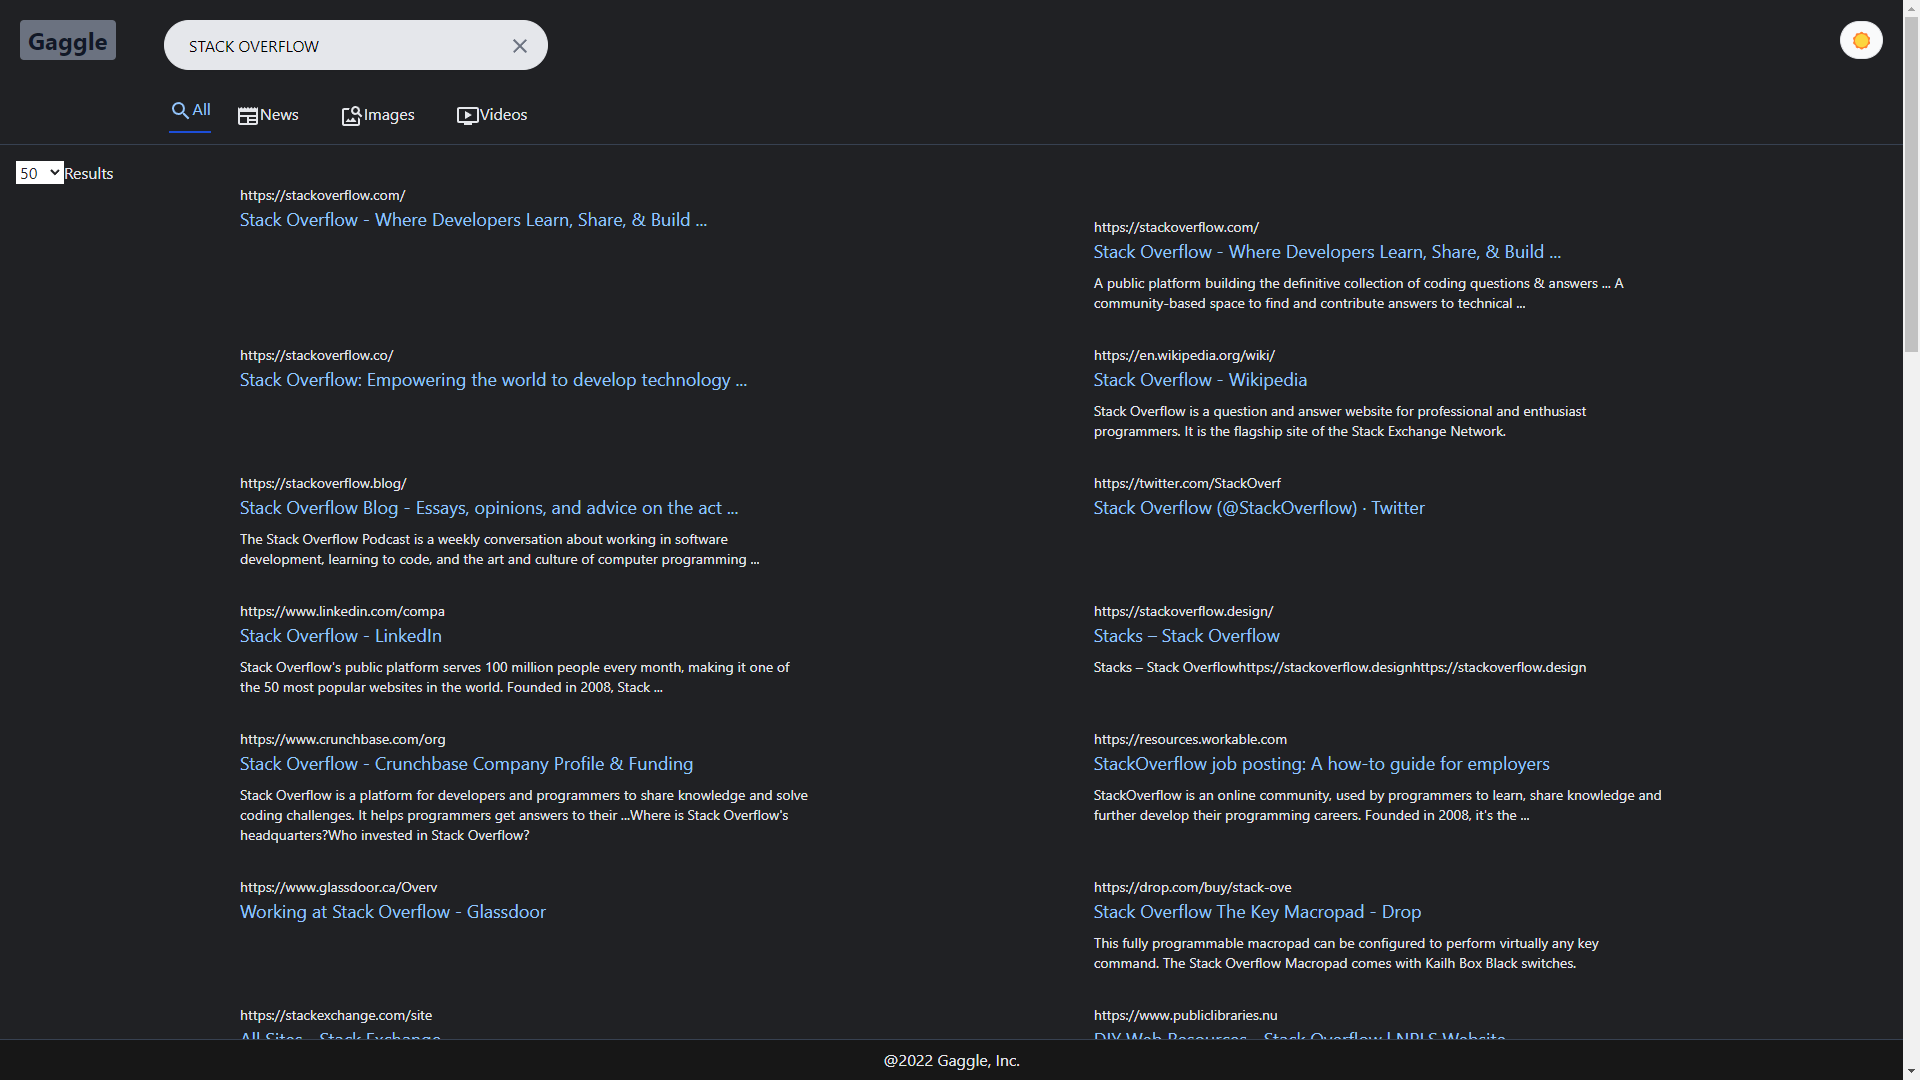 Gaggle
STACK OVERFLOW
All
News
Images
Videos
50 Results
https://stackoverflow.com/
Stack Overflow - Where Developers Learn, Share, & Build ...
https://stackoverflow.com/
Stack Overflow - Where Developers Learn, Share, & Build ...
A public platform building the definitive collection of coding questions & answers ... A
community-based space to find and contribute answers to technical ...
https://stackoverflow.co/
Stack Overflow: Empowering the world to develop technology ...
https://en.wikipedia.org/wiki/
Stack Overflow - Wikipedia
Stack Overflow is a question and answer website for professional and enthusiast
programmers. It is the flagship site of the Stack Exchange Network.
https://stackoverflow.blog/
Stack Overflow Blog - Essays, opinions, and advice on the act ...
The Stack Overflow Podcast is a weekly conversation about working in software
development, learning to code, and the art and culture of computer programming ...
https://twitter.com/StackOverf
Stack Overflow (@StackOverflow) · Twitter
https://www.linkedin.com/compa
Stack Overflow - LinkedIn
Stack Overflow's public platform serves 100 million people every month, making it one of
the 50 most popular websites in the world. Founded in 2008, Stack ...
https://stackoverflow.design/
Stacks – Stack Overflow
Stacks – Stack Overflowhttps://stackoverflow.designhttps://stackoverflow.design
https://www.crunchbase.com/org
Stack Overflow - Crunchbase Company Profile & Funding
Stack Overflow is a platform for developers and programmers to share knowledge and solve
coding challenges. It helps programmers get answers to their ...Where is Stack Overflow's
headquarters?Who invested in Stack Overflow?
https://resources.workable.com
StackOverflow job posting: A how-to guide for employers
StackOverflow is an online community, used by programmers to learn, share knowledge and
further develop their programming careers. Founded in 2008, it's the ...
https://www.glassdoor.ca/Overv
Working at Stack Overflow - Glassdoor
https://drop.com/buy/stack-ove
Stack Overflow The Key Macropad - Drop
This fully programmable macropad can be configured to perform virtually any key
command. The Stack Overflow Macropad comes with Kailh Box Black switches.
https://stackexchange.com/site
All Sites - Stack Exchange
https://www.publiclibraries.nu
DIY Web Resources - Stack Overflow | NPLS Website
@2022 Gaggle, Inc.